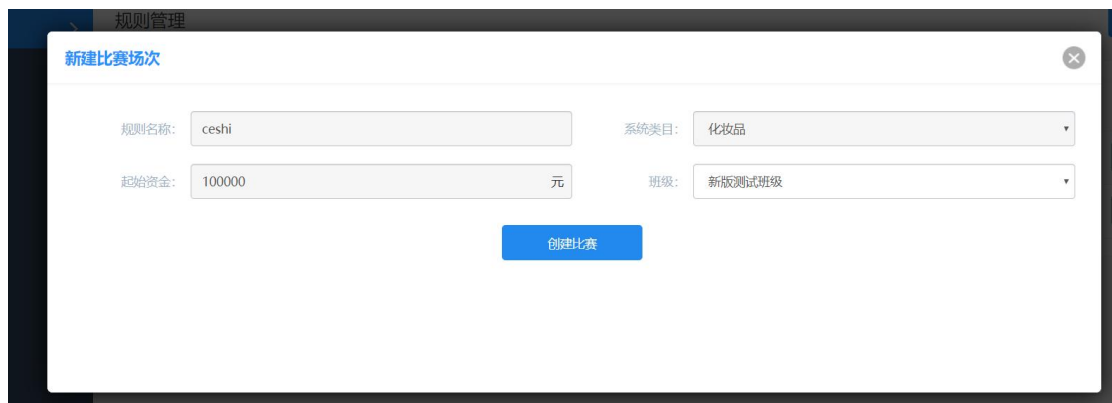 规则管理
新建比赛场次
规则名称: ceshi 系统类目: 化妆品
起始资金: 100000 元 班级: 新版测试班级
创建比赛